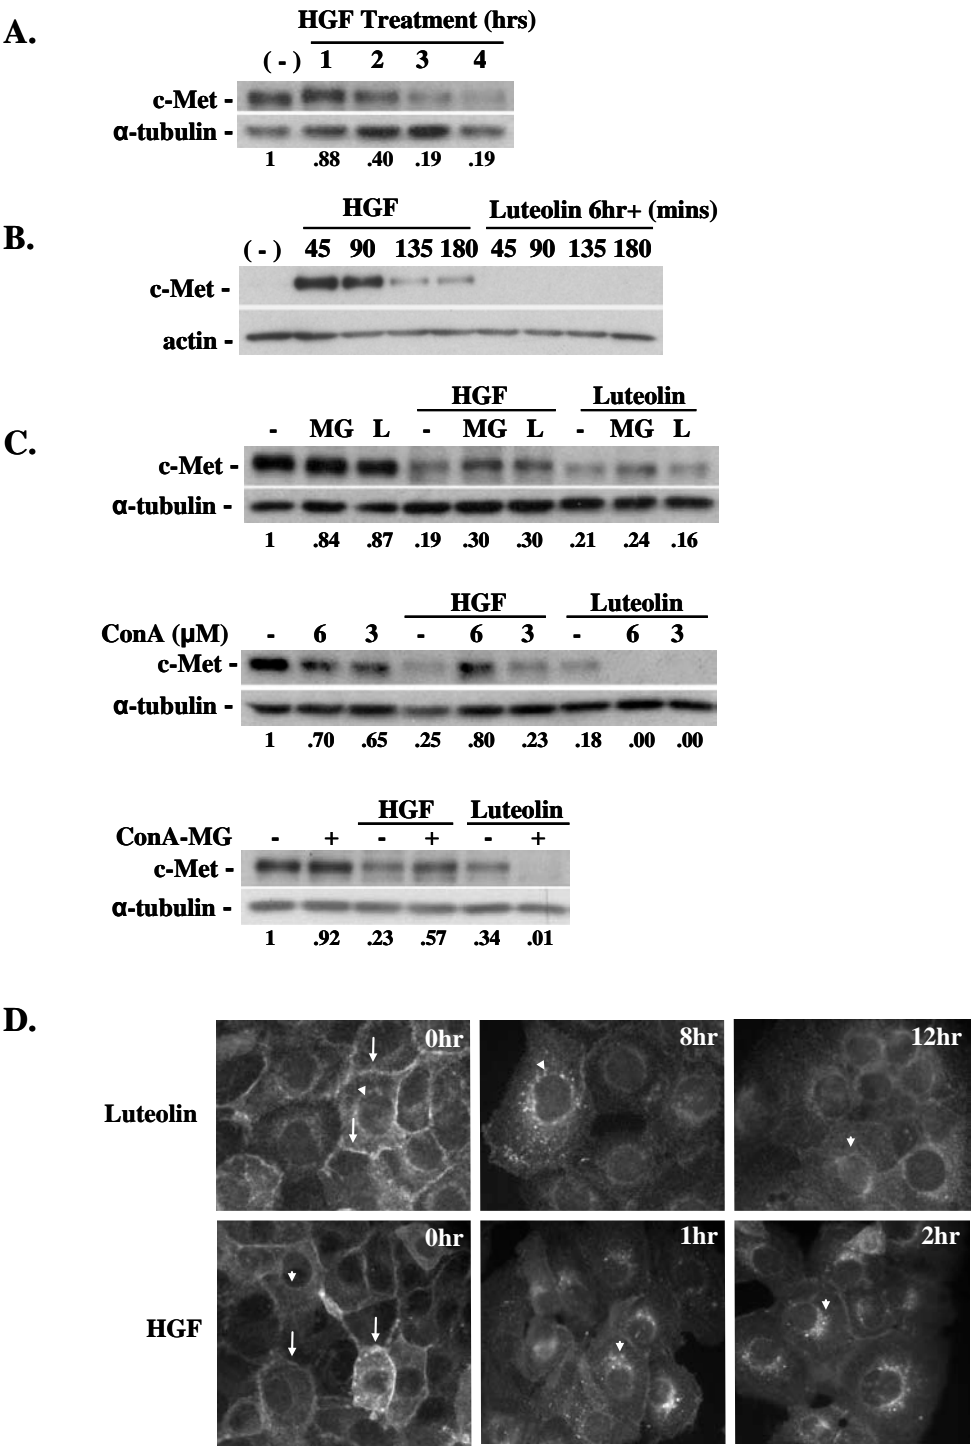 A.
HGF Treatment (hrs)
(-) 1 2 3 4
c-Met -
α-tubulin -
1 .88 .40 .19 .19
B.
HGF Luteolin 6hr+ (mins)
(-) 45 90 135 180 45 90 135 180
c-Met -
actin -
C.
HGF Luteolin
- MG L - MG L - MG L
c-Met -
α-tubulin -
1 .84 .87 .19 .30 .30 .21 .24 .16
HGF Luteolin
ConA (µM) - 6 3 - 6 3 - 6 3
c-Met -
α-tubulin -
1 .70 .65 .25 .80 .23 .18 .00 .00
HGF Luteolin
ConA-MG - + - + - +
c-Met -
α-tubulin -
1 .92 .23 .57 .34 .01
D.
0hr 8hr 12hr
Luteolin
0hr 1hr 2hr
HGF